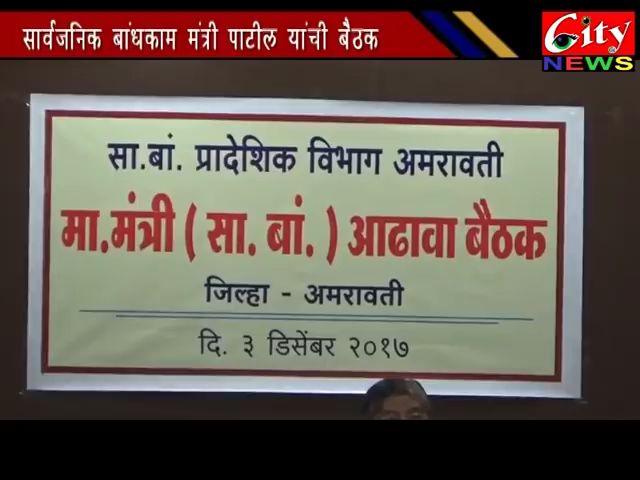 सार्वजनिक बांधकाम मंत्री पाटील यांची बैठक
City
NEWS
सा.बां. प्रादेशिक विभाग अमरावती
मा.मंत्री ( सा. बां. ) आढावा बैठक
जिल्हा - अमरावती
दि. ३ डिसेंबर २०१७